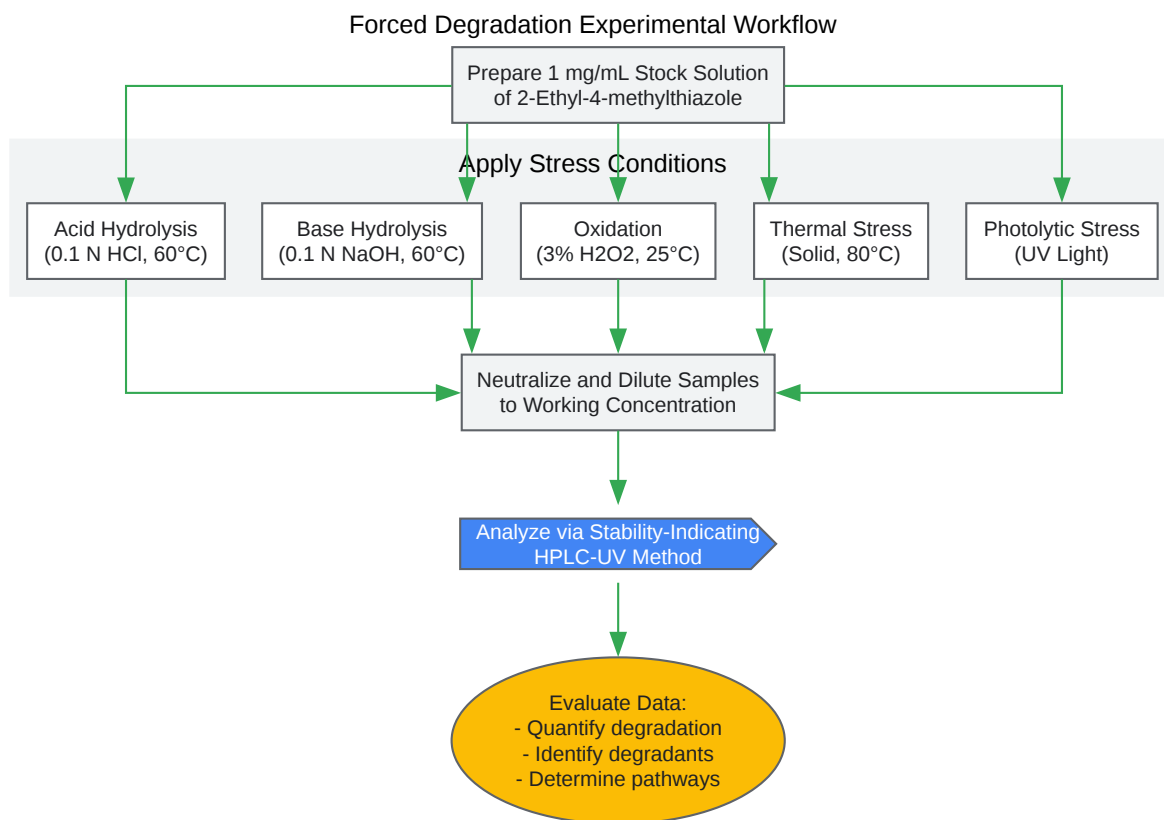 Forced Degradation Experimental Workflow
Prepare 1 mg/mL Stock Solution
of 2-Ethyl-4-methylthiazole
Apply Stress Conditions
Acid Hydrolysis
(0.1 N HCl, 60°C)
Base Hydrolysis
(0.1 N NaOH, 60°C)
Oxidation
(3% H2O2, 25°C)
Thermal Stress
(Solid, 80°C)
Photolytic Stress
(UV Light)
Neutralize and Dilute Samples
to Working Concentration
Analyze via Stability-Indicating
HPLC-UV Method
Evaluate Data:
- Quantify degradation
- Identify degradants
- Determine pathways